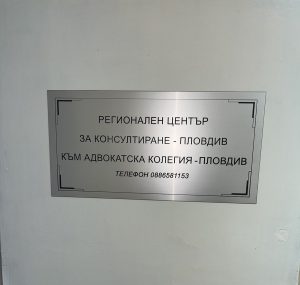 РЕГИОНАЛЕН ЦЕНТЪР
ЗА КОНСУЛТИРАНЕ - ПЛОВДИВ
КЪМ АДВОКАТСКА КОЛЕГИЯ - ПЛОВДИВ
ТЕЛЕФОН 0886581153